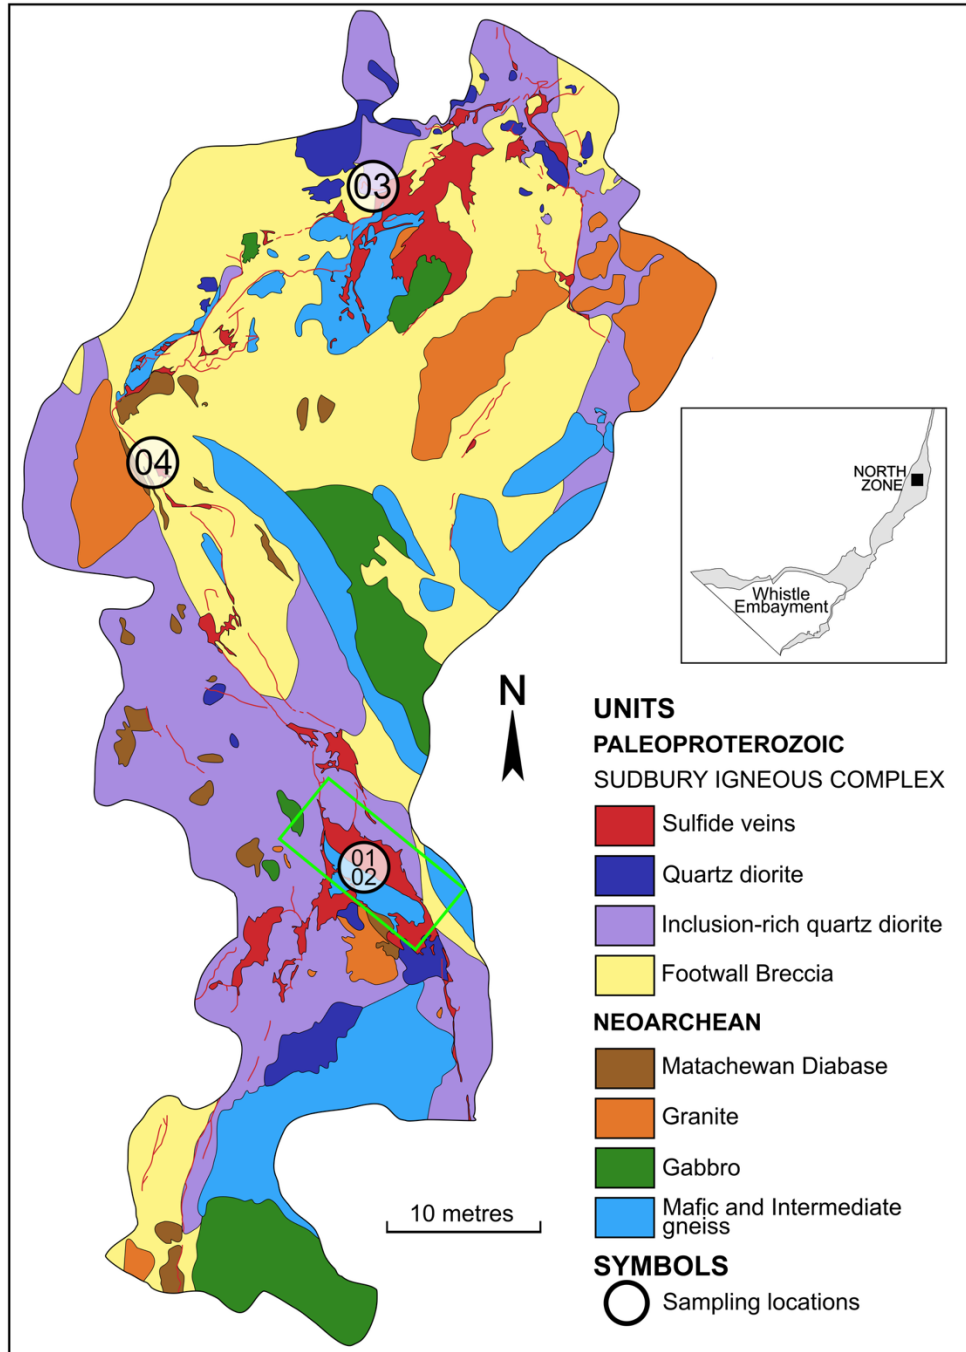 03
04
NORTH
ZONE
Whistle
Embayment
N
01
02
10 metres
UNITS
PALEOPROTEROZOIC
SUDBURY IGNEOUS COMPLEX
Sulfide veins
Quartz diorite
Inclusion-rich quartz diorite
Footwall Breccia
NEOARCHEAN
Matachewan Diabase
Granite
Gabbro
Mafic and Intermediate
gneiss
SYMBOLS
Sampling locations